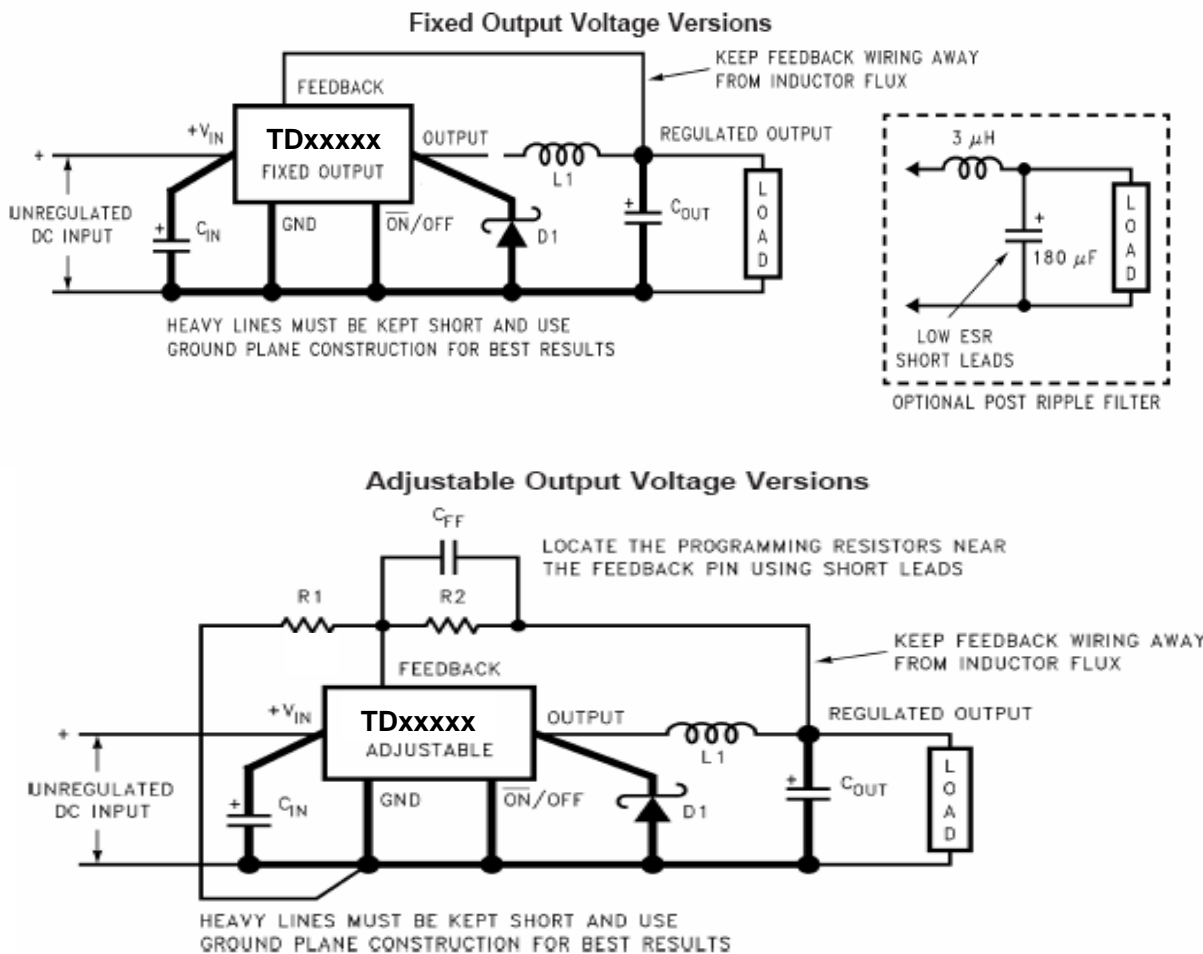 Fixed Output Voltage Versions
KEEP FEEDBACK WIRING AWAY
FROM INDUCTOR FLUX
FEEDBACK
+VIN
TDxxxxx
FIXED OUTPUT
OUTPUT
REGULATED OUTPUT
+
UNREGULATED
DC INPUT
+
CIN
GND
ON/OFF
D1
L1
+
COUT
LOAD
3 μH
+
180 μF
LOAD
LOW ESR
SHORT LEADS
OPTIONAL POST RIPPLE FILTER
HEAVY LINES MUST BE KEPT SHORT AND USE
GROUND PLANE CONSTRUCTION FOR BEST RESULTS
Adjustable Output Voltage Versions
CFF
LOCATE THE PROGRAMMING RESISTORS NEAR
THE FEEDBACK PIN USING SHORT LEADS
R1
R2
KEEP FEEDBACK WIRING AWAY
FROM INDUCTOR FLUX
FEEDBACK
+VIN
TDxxxxx
ADJUSTABLE
OUTPUT
REGULATED OUTPUT
+
UNREGULATED
DC INPUT
+
CIN
GND
ON/OFF
D1
L1
+
COUT
LOAD
HEAVY LINES MUST BE KEPT SHORT AND USE
GROUND PLANE CONSTRUCTION FOR BEST RESULTS